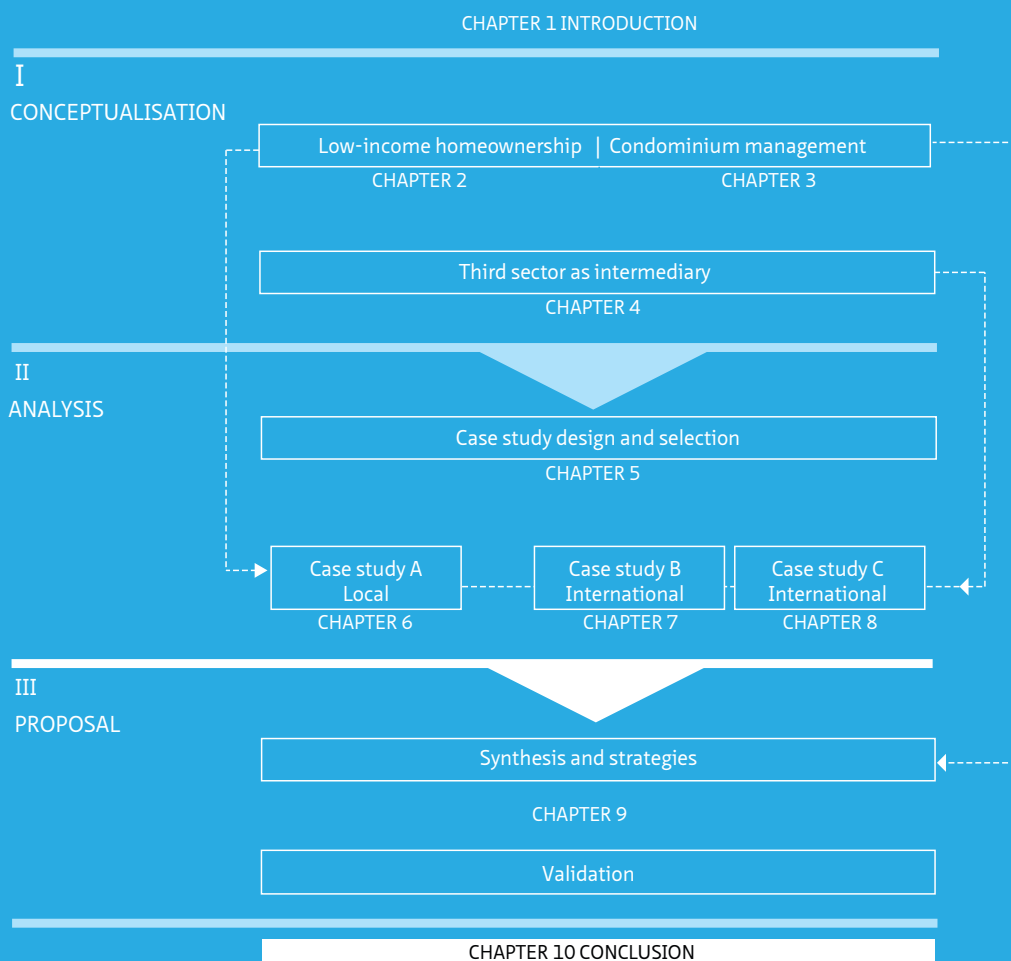 CHAPTER 1 INTRODUCTION
I
CONCEPTUALISATION
Low-income homeownership | Condominium management
CHAPTER 2 CHAPTER 3
Third sector as intermediary
CHAPTER 4
II
ANALYSIS
Case study design and selection
CHAPTER 5
Case study A
Local
CHAPTER 6
Case study B
International
CHAPTER 7
Case study C
International
CHAPTER 8
III
PROPOSAL
Synthesis and strategies
CHAPTER 9
Validation
CHAPTER 10 CONCLUSION